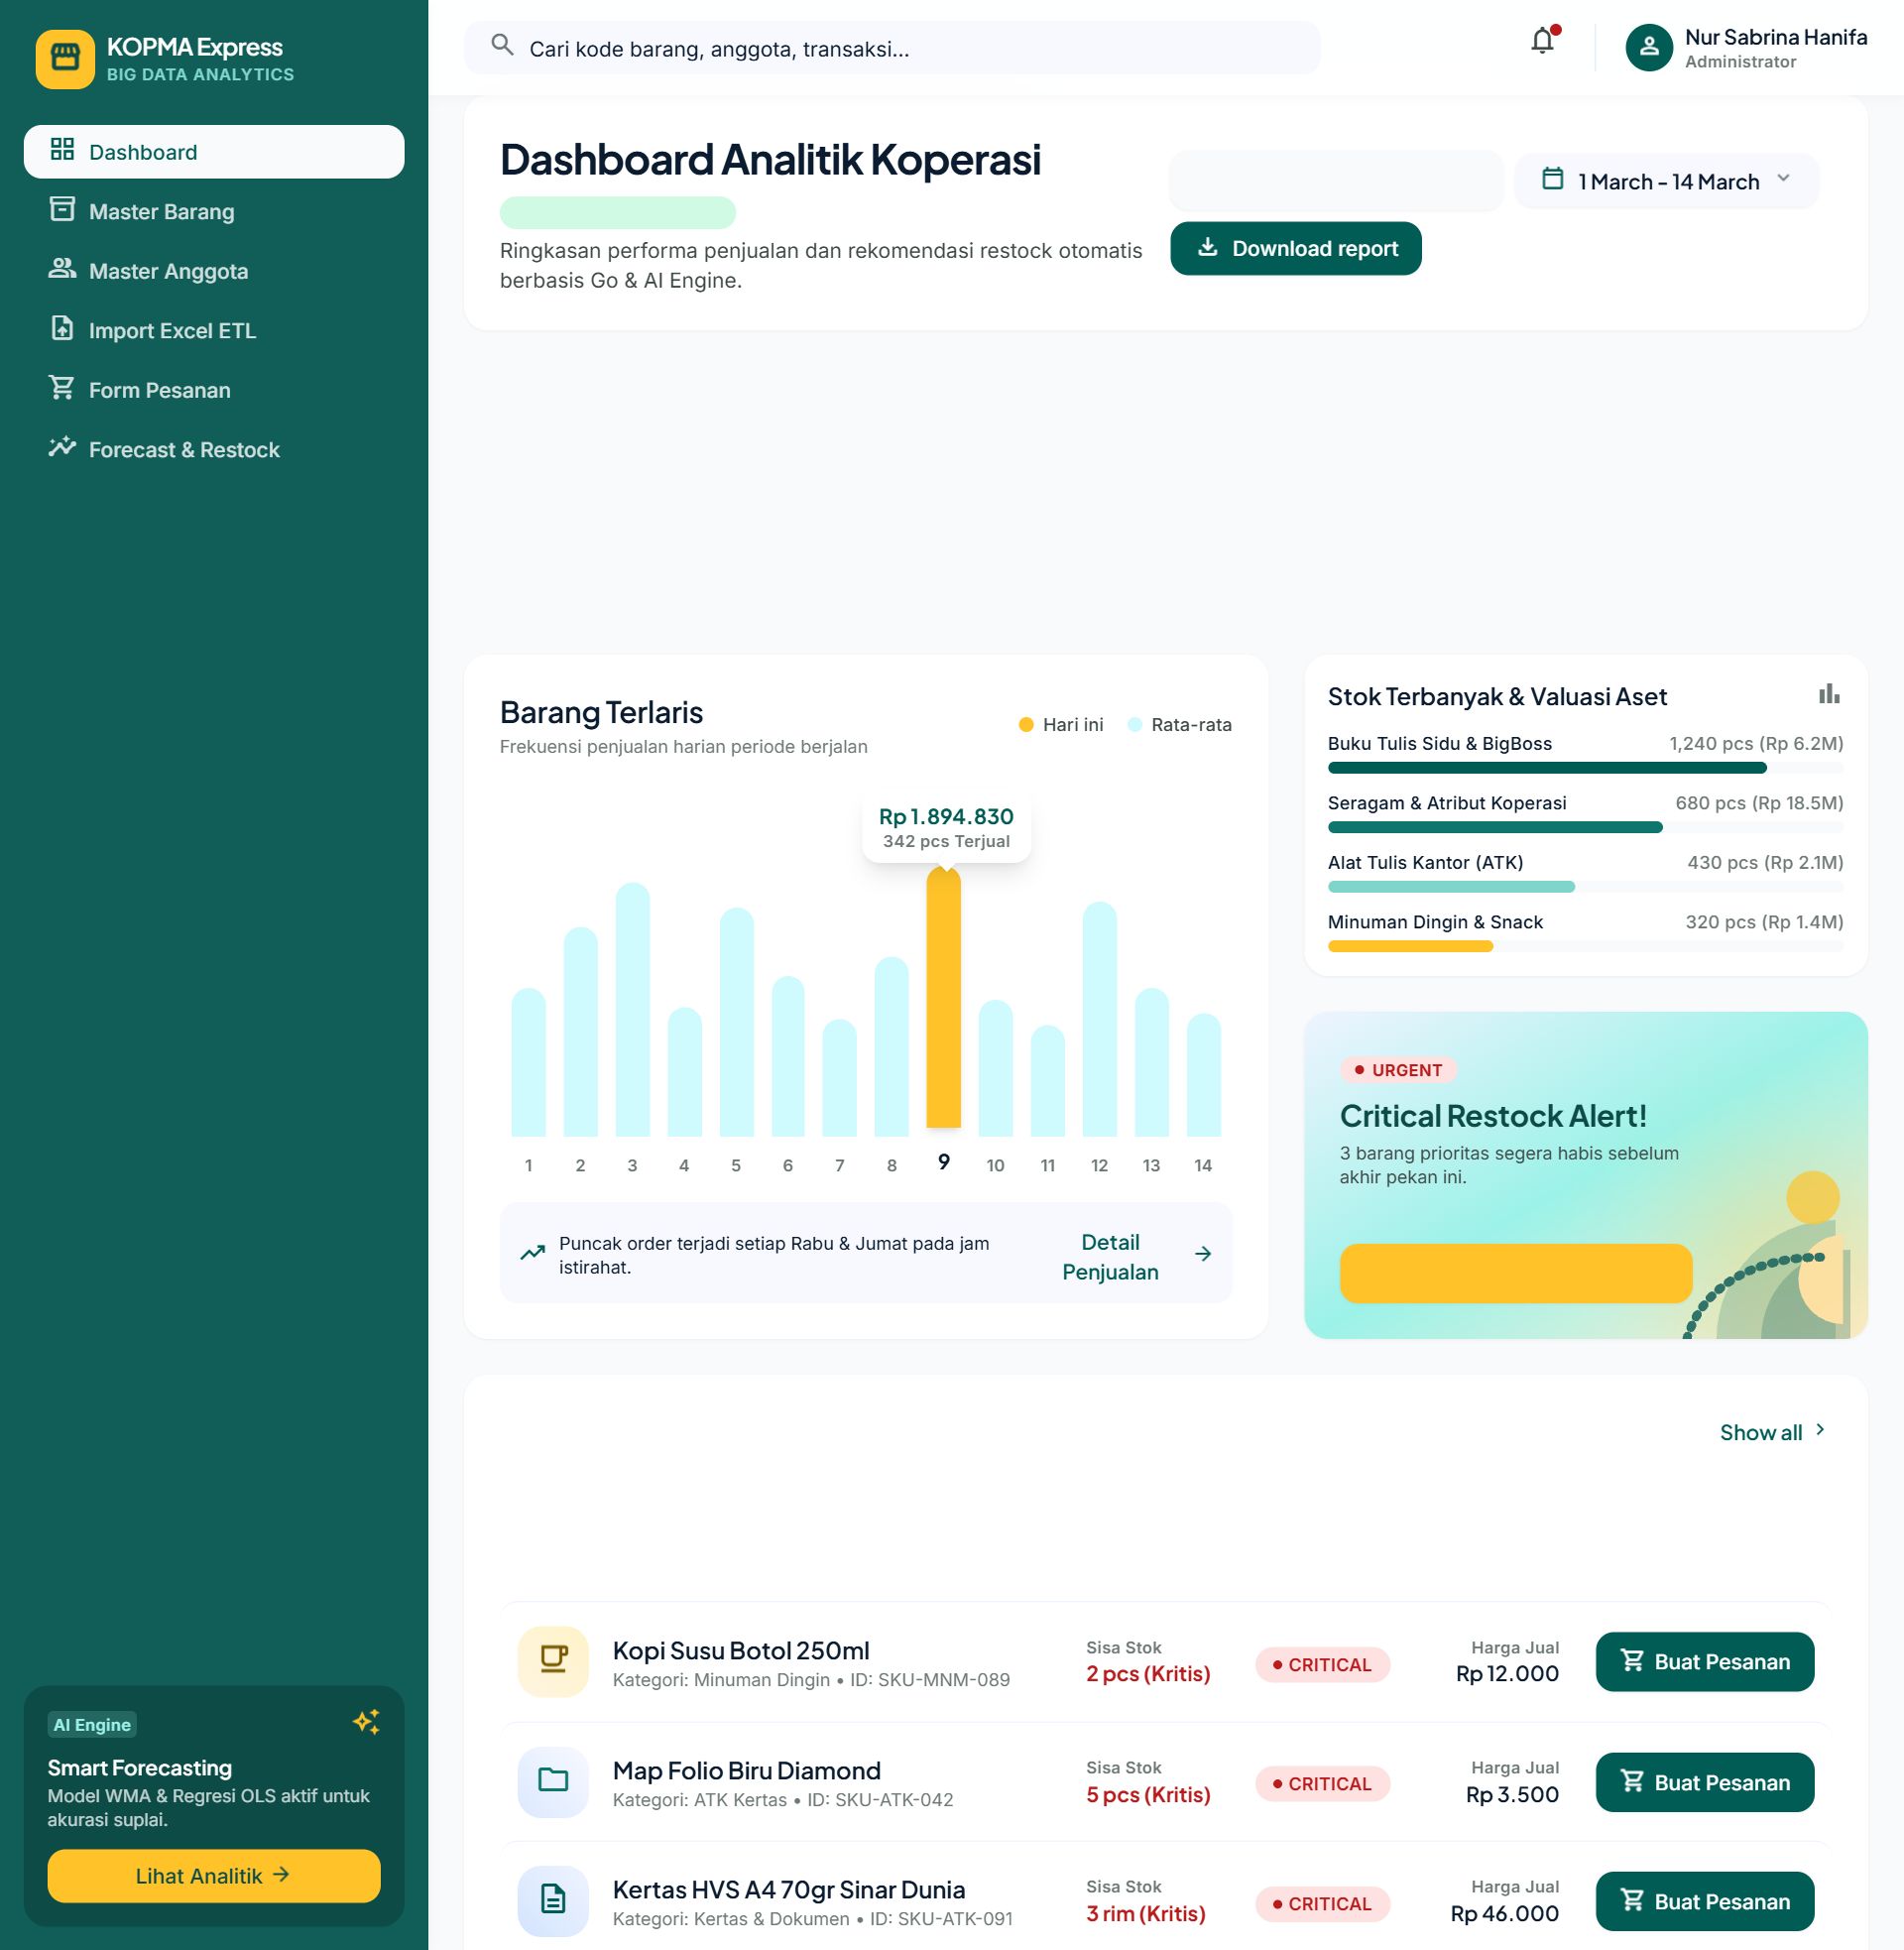 KOPMA Express
BIG DATA ANALYTICS
Dashboard
Master Barang
Master Anggota
Import Excel ETL
Form Pesanan
Forecast & Restock
AI Engine
Smart Forecasting
Model WMA & Regresi OLS aktif untuk
akurasi suplai.
Lihat Analitik
Cari kode barang, anggota, transaksi...
Nur Sabrina Hanifa
Administrator
Dashboard Analitik Koperasi
Ringkasan performa penjualan dan rekomendasi restock otomatis
berbasis Go & AI Engine.
1 March - 14 March
Download report
Barang Terlaris
Frekuensi penjualan harian periode berjalan
Hari ini
Rata-rata
Rp 1.894.830
342 pcs Terjual
1 2 3 4 5 6 7 8 9 10 11 12 13 14
Puncak order terjadi setiap Rabu & Jumat pada jam
istirahat.
Detail
Penjualan
Stok Terbanyak & Valuasi Aset
Buku Tulis Sidu & BigBoss 1,240 pcs (Rp 6.2M)
Seragam & Atribut Koperasi 680 pcs (Rp 18.5M)
Alat Tulis Kantor (ATK) 430 pcs (Rp 2.1M)
Minuman Dingin & Snack 320 pcs (Rp 1.4M)
URGENT
Critical Restock Alert!
3 barang prioritas segera habis sebelum
akhir pekan ini.
Show all
Kopi Susu Botol 250ml
Kategori: Minuman Dingin • ID: SKU-MNM-089
Sisa Stok
2 pcs (Kritis)
CRITICAL
Harga Jual
Rp 12.000
Buat Pesanan
Map Folio Biru Diamond
Kategori: ATK Kertas • ID: SKU-ATK-042
Sisa Stok
5 pcs (Kritis)
CRITICAL
Harga Jual
Rp 3.500
Buat Pesanan
Kertas HVS A4 70gr Sinar Dunia
Kategori: Kertas & Dokumen • ID: SKU-ATK-091
Sisa Stok
3 rim (Kritis)
CRITICAL
Harga Jual
Rp 46.000
Buat Pesanan